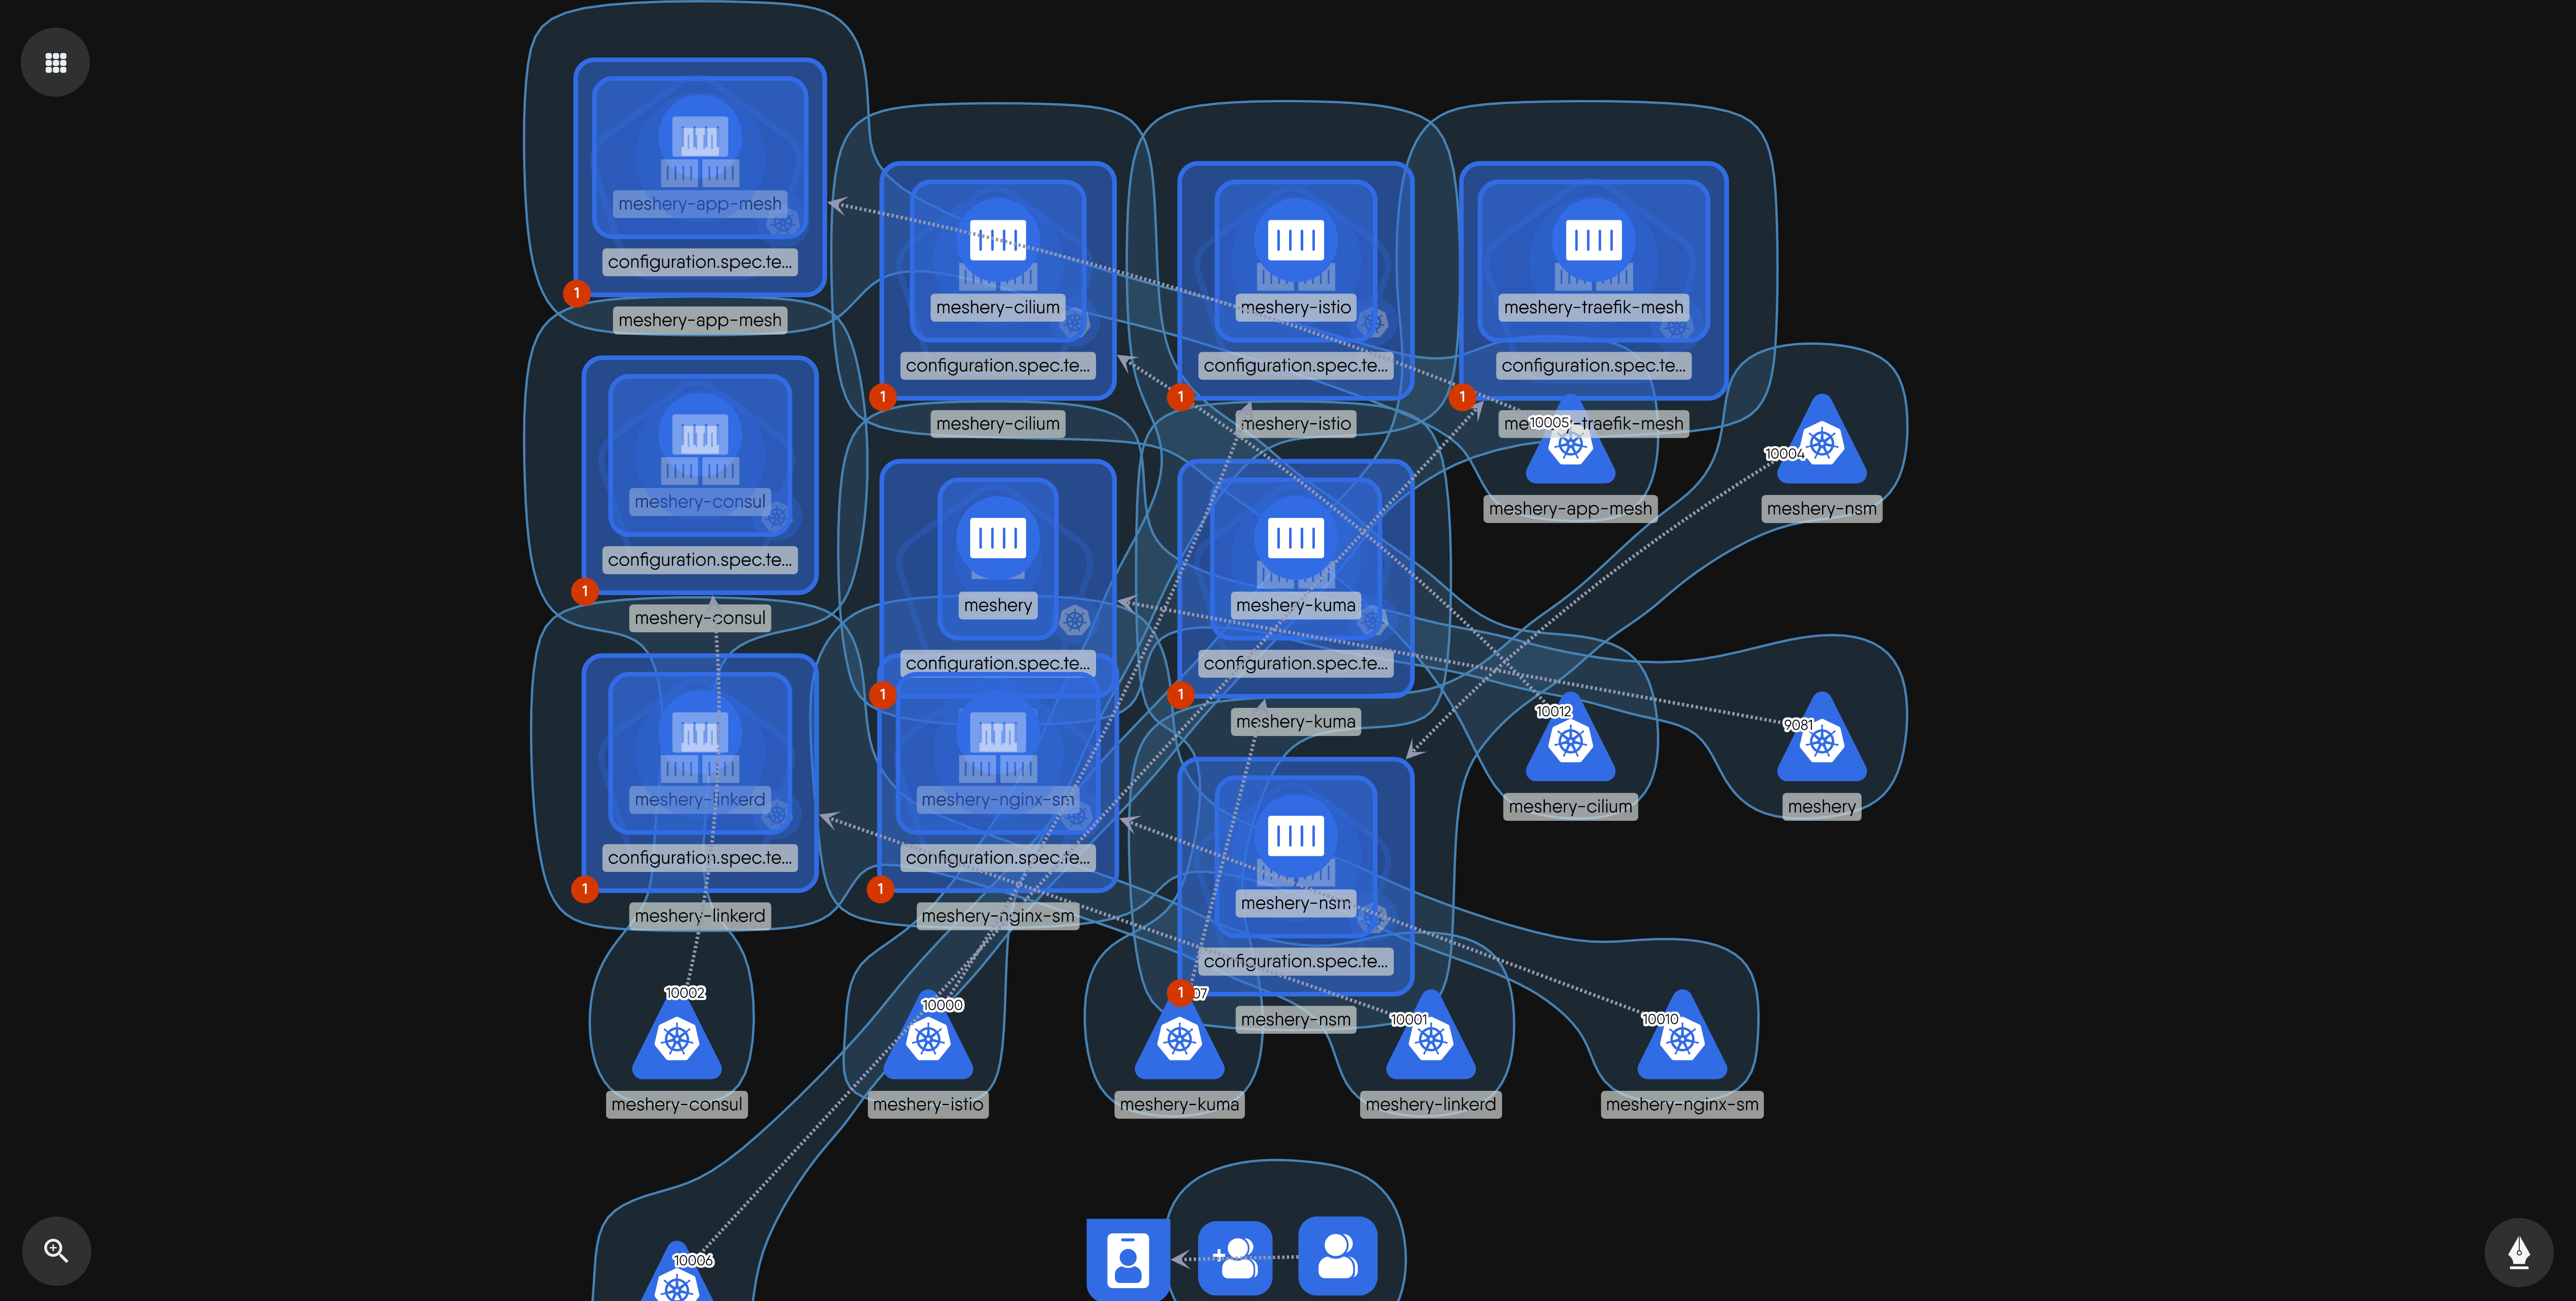 meshery-app-mesh
configuration.spec.te...
1
meshery-app-mesh
meshery-cilium
configuration.spec.te...
1
meshery-cilium
meshery-istio
configuration.spec.te...
1
meshery-istio
meshery-traefik-mesh
configuration.spec.te...
1
-traefik-mesh
10005
meshery-app-mesh
10004
meshery-nsm
meshery-consul
configuration.spec.te...
1
meshery-consul
meshery
configuration.spec.te...
1
meshery-kuma
configuration.spec.te...
1
meshery-kuma
10012
meshery-cilium
9081
meshery
meshery-linkerd
configuration.spec.te...
1
meshery-linkerd
meshery-nginx-sm
configuration.spec.te...
1
meshery-nginx-sm
meshery-nsm
configuration.spec.te...
1
07
meshery-nsm
10002
meshery-consul
10000
meshery-istio
meshery-kuma
10001
meshery-linkerd
10010
meshery-nginx-sm
10006